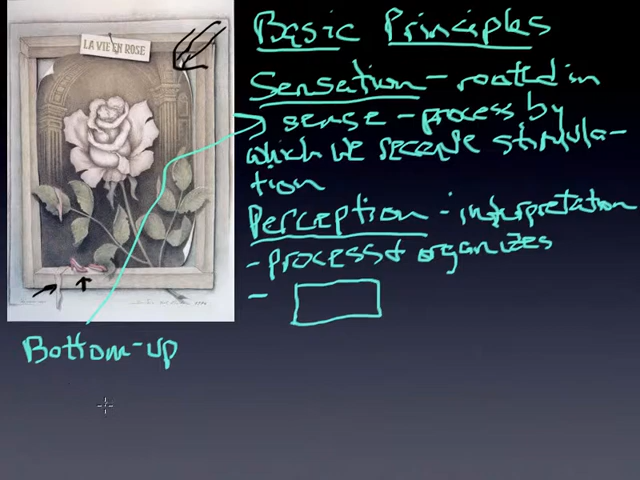 LA VIE EN ROSE
Basic Principles
Sensation - rooted in
sense - process by
which we receive stimula-
tion
Perception - interpretation
- process & organizes
-
Bottom-up